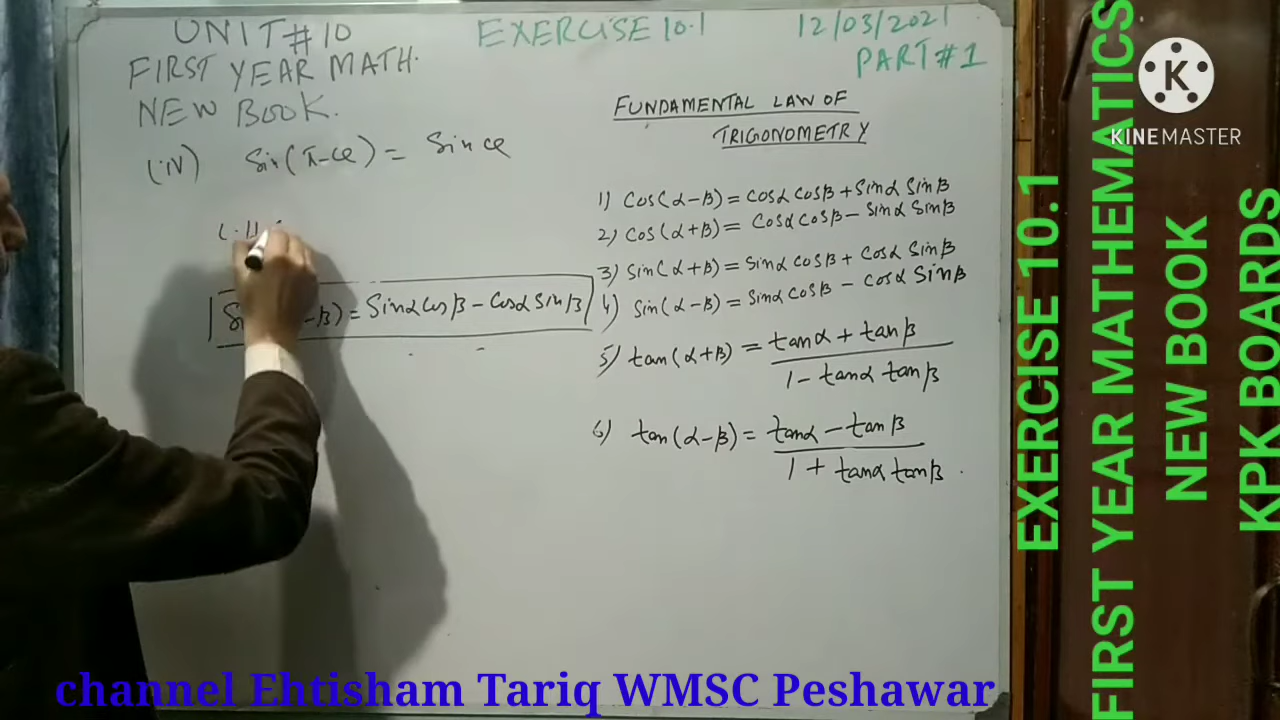 UNIT#10
FIRST YEAR MATH.
NEW BOOK.
EXERCISE 10.1
12/03/2021
PART#1
(iv) Sin(π-α) = Sin α
L.H.S
Sin -β) = Sinα Cosβ - Cosα Sinβ
FUNDAMENTAL LAW OF
TRIGONOMETRY
1) Cos(α-β) = Cosα Cosβ + Sinα Sinβ
2) Cos(α+β) = Cosα Cosβ - Sinα Sinβ
3) Sin(α+β) = Sinα Cosβ + Cosα Sinβ
4) Sin(α-β) = Sinα Cosβ - Cosα Sinβ
5) tan(α+β) = tanα + tanβ
1 - tanα tanβ
6) tan(α-β) = tanα - tanβ
1 + tanα tanβ.
K
KINEMASTER
EXERCISE 10.1
FIRST YEAR MATHEMATICS
NEW BOOK
KPK BOARDS
channel Ehtisham Tariq WMSC Peshawar